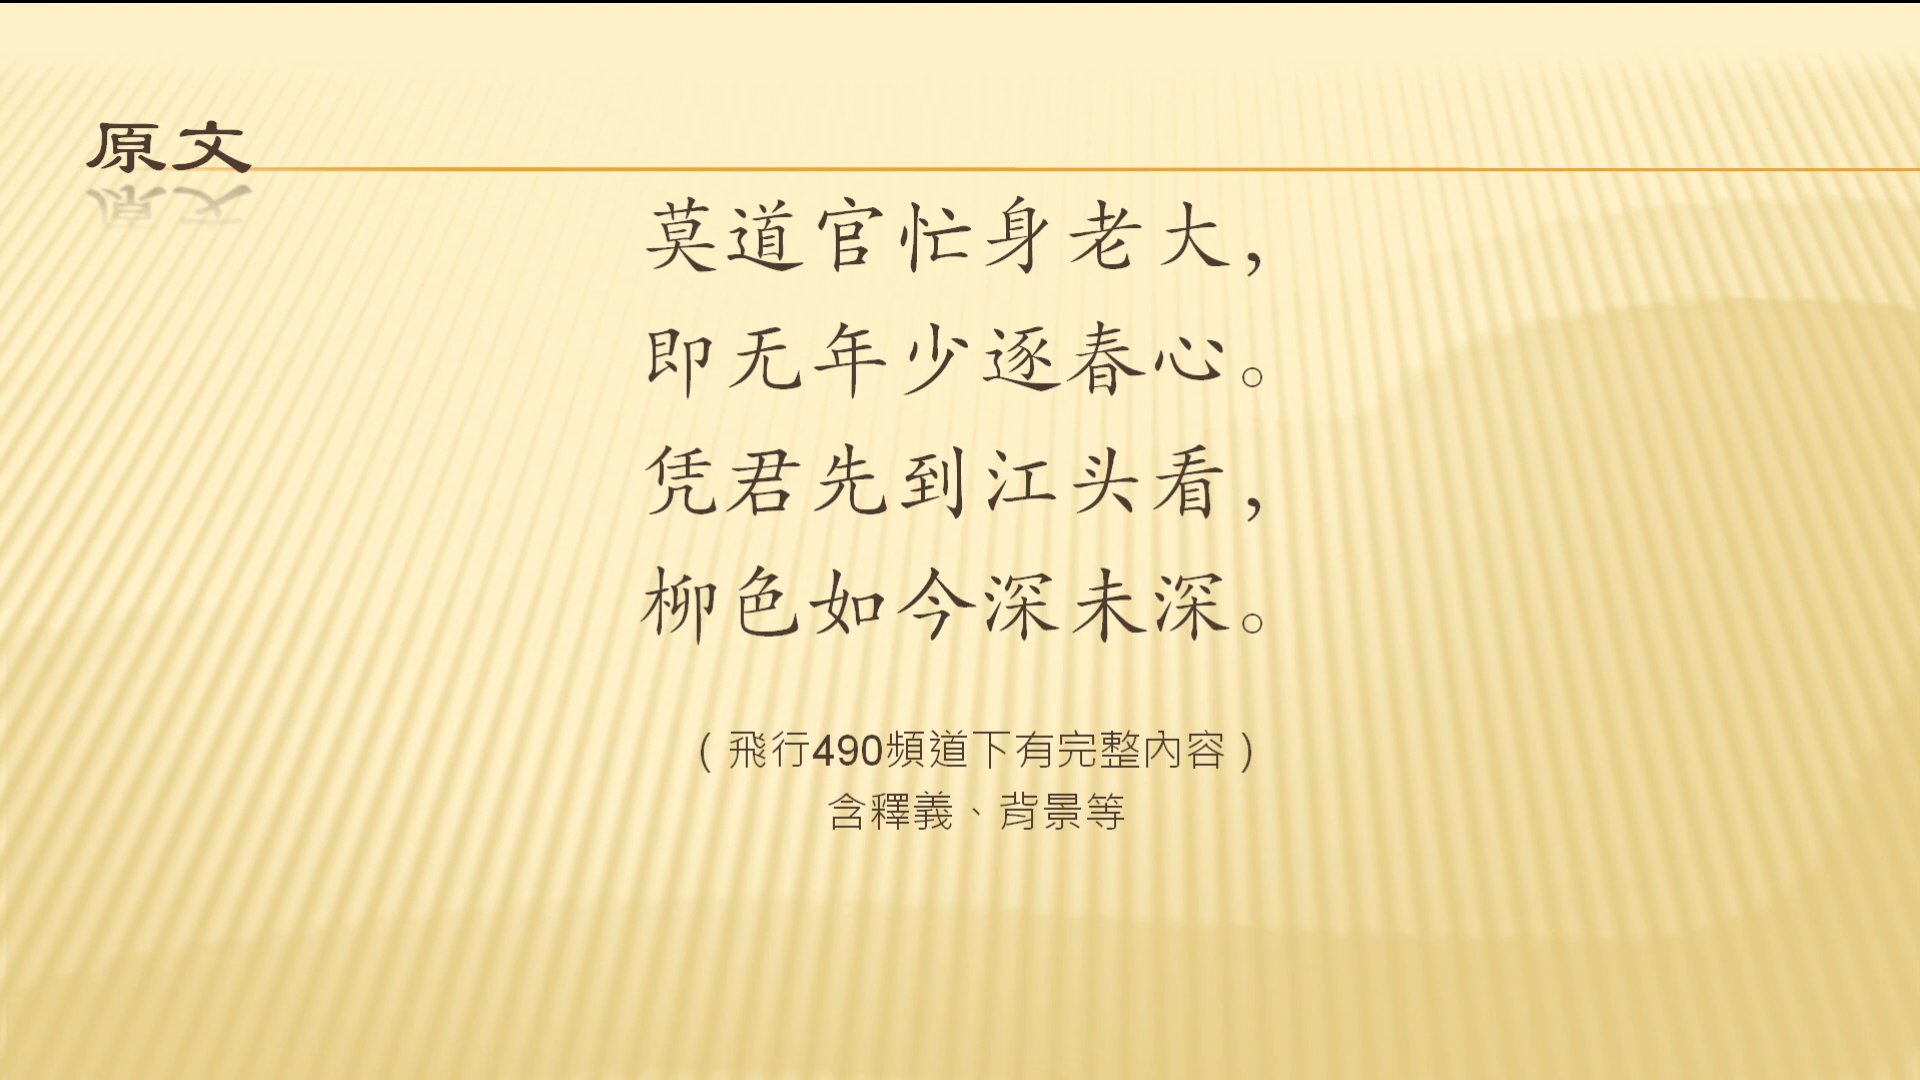 原文
莫道官忙身老大，
即无年少逐春心。
凭君先到江头看，
柳色如今深未深。
（飛行490頻道下有完整內容）
含釋義、背景等